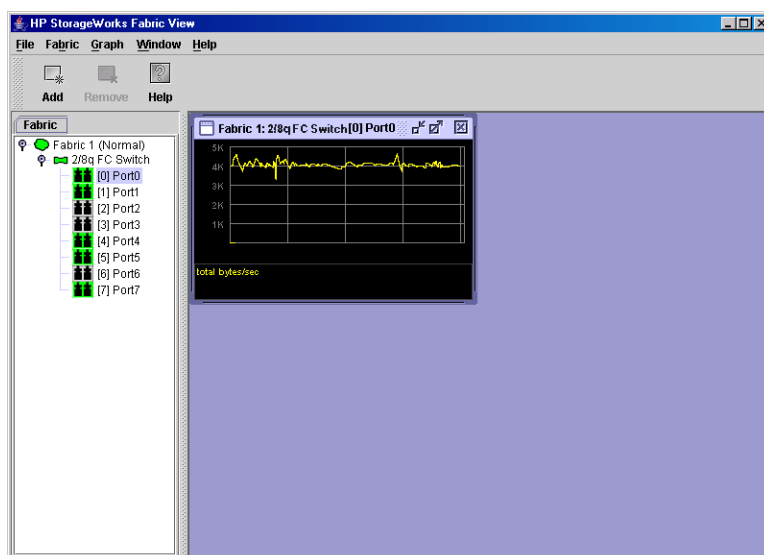 HP StorageWorks Fabric View
File Fabric Graph Window Help
Add Remove Help
Fabric
Fabric 1 (Normal)
2/8q FC Switch
[0] Port0
[1] Port1
[2] Port2
[3] Port3
[4] Port4
[5] Port5
[6] Port6
[7] Port7
Fabric 1: 2/8q FC Switch[0] Port0
5K
4K
3K
2K
1K
total bytes/sec